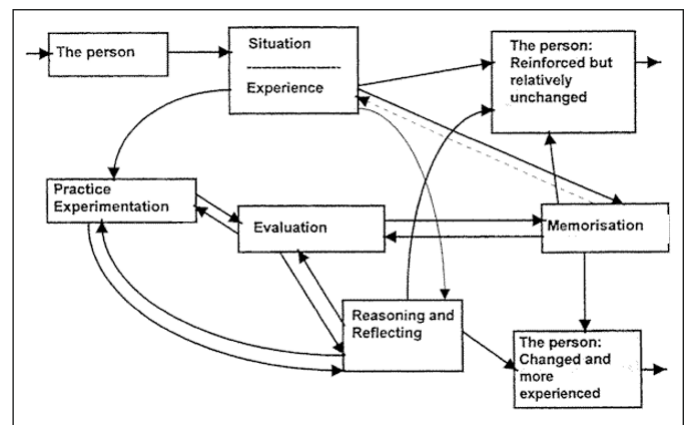 The person
Situation
Experience
The person:
Reinforced but
relatively
unchanged
Practice
Experimentation
Evaluation
Memorisation
Reasoning and
Reflecting
The person:
Changed and
more
experienced